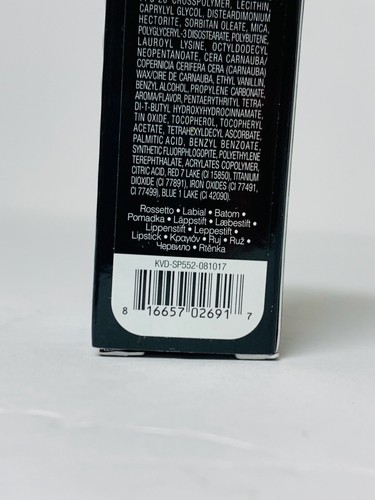 CROSSPOLYMER, LECITHIN,
CAPRYLYL GLYCOL, DISTEARDIMONIUM
HECTORITE, SORBITAN OLEATE, MICA,
POLYGLYCERYL-3 DIISOSTEARATE, POLYBUTENE,
LAUROYL LYSINE, OCTYLDODECYL
NEOPENTANOATE, CERA CARNAUBA/
COPERNICIA CERIFERA CERA (CARNAUBA)
WAX/CIRE DE CARNAUBA, ETHYL VANILLIN,
BENZYL ALCOHOL, PROPYLENE CARBONATE,
AROMA/FLAVOR, PENTAERYTHRITYL TETRA-
DI-T-BUTYL HYDROXYHYDROCINNAMATE,
TIN OXIDE, TOCOPHEROL, TOCOPHERYL
ACETATE, TETRAHEXYLDECYL ASCORBATE,
PALMITIC ACID, BENZYL BENZOATE,
SYNTHETIC FLUORPHLOGOPITE, POLYETHYLENE
TEREPHTHALATE, ACRYLATES COPOLYMER,
CITRIC ACID, RED 7 LAKE (CI 15850), TITANIUM
DIOXIDE (CI 77891), IRON OXIDES (CI 77491,
CI 77499), BLUE 1 LAKE (CI 42090).
Rossetto • Labial • Batom •
Pomadka • Läppstift • Læbestift •
Lippenstift • Leppestift •
Lipstick • Κραγιόν • Ruj • Ruž •
Червило • Rtěnka
KVD-SP552-081017
8 16657 02691 7